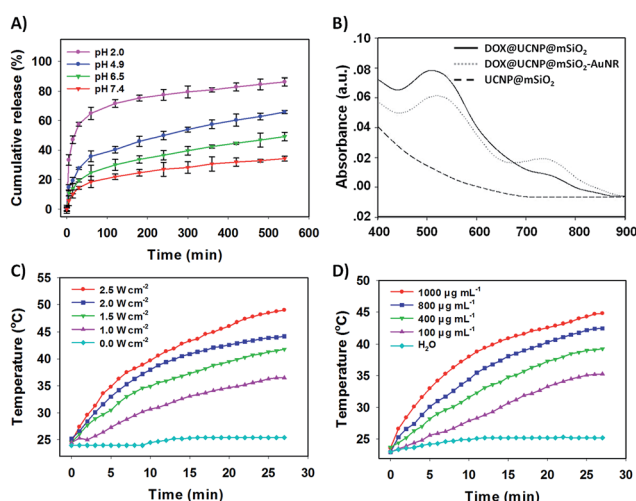 A)
100
80
60
40
20
0
Cumulative release (%)
pH 2.0
pH 4.9
pH 6.5
pH 7.4
0 100 200 300 400 500 600
Time (min)
B)
.10
.08
.06
.04
.02
.00
.02
Absorbance (a.u.)
DOX@UCNP@mSiO₂
DOX@UCNP@mSiO₂-AuNR
UCNP@mSiO₂
400 500 600 700 800 900
C)
55
50
45
40
35
30
25
20
Temperature (°C)
2.5 W cm⁻²
2.0 W cm⁻²
1.5 W cm⁻²
1.0 W cm⁻²
0.0 W cm⁻²
0 5 10 15 20 25 30
Time (min)
D)
50
45
40
35
30
25
20
Temperature (°C)
1000 µg mL⁻¹
800 µg mL⁻¹
400 µg mL⁻¹
100 µg mL⁻¹
H₂O
0 5 10 15 20 25 30
Time (min)